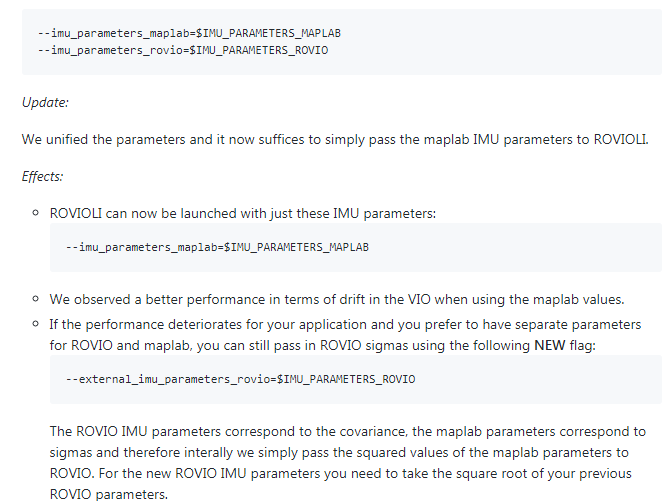 --imu_parameters_maplab=$IMU_PARAMETERS_MAPLAB
--imu_parameters_rovio=$IMU_PARAMETERS_ROVIO
Update:
We unified the parameters and it now suffices to simply pass the maplab IMU parameters to ROVIOLI.
Effects:
ROVIOLI can now be launched with just these IMU parameters:
--imu_parameters_maplab=$IMU_PARAMETERS_MAPLAB
We observed a better performance in terms of drift in the VIO when using the maplab values.
If the performance deteriorates for your application and you prefer to have separate parameters
for ROVIO and maplab, you can still pass in ROVIO sigmas using the following NEW flag:
--external_imu_parameters_rovio=$IMU_PARAMETERS_ROVIO
The ROVIO IMU parameters correspond to the covariance, the maplab parameters correspond to
sigmas and therefore interally we simply pass the squared values of the maplab parameters to
ROVIO. For the new ROVIO IMU parameters you need to take the square root of your previous
ROVIO parameters.